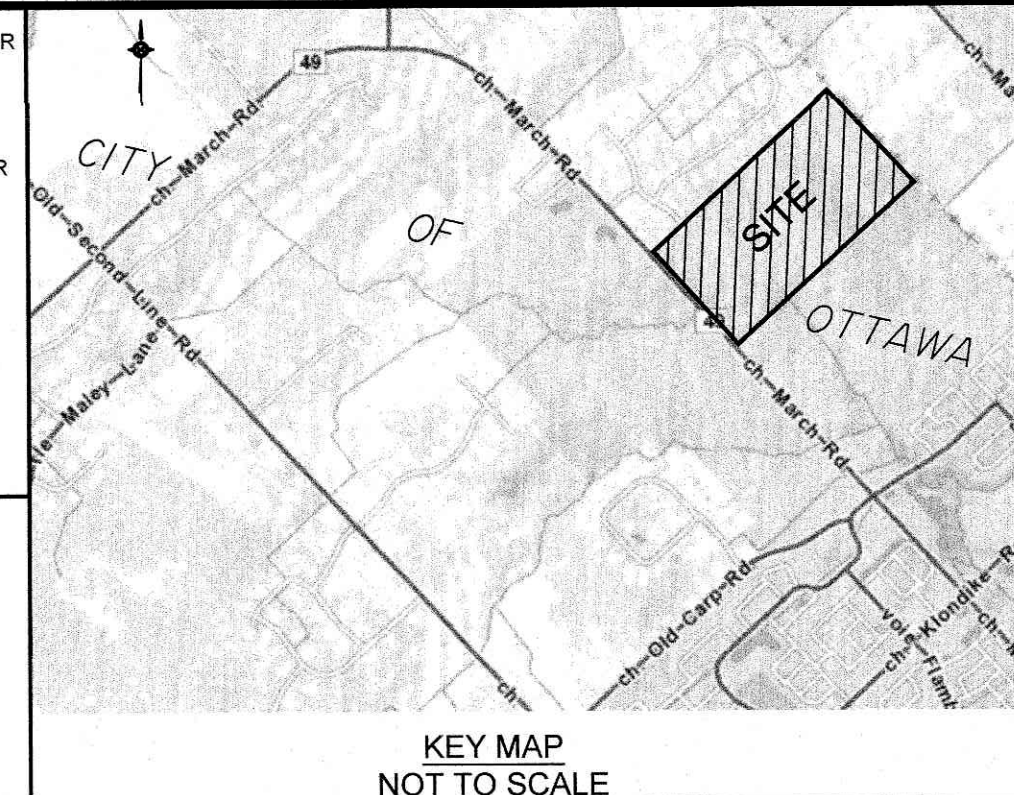 R
R
49
ch-March-Rd
ch-March-Rd
CITY
OF
Old-Second-Line-Rd
SITE
OTTAWA
ch-March-Rd
Maley-Lane
ch-Old-Carp-Rd
ch-Klondike-R
ch
KEY MAP
NOT TO SCALE